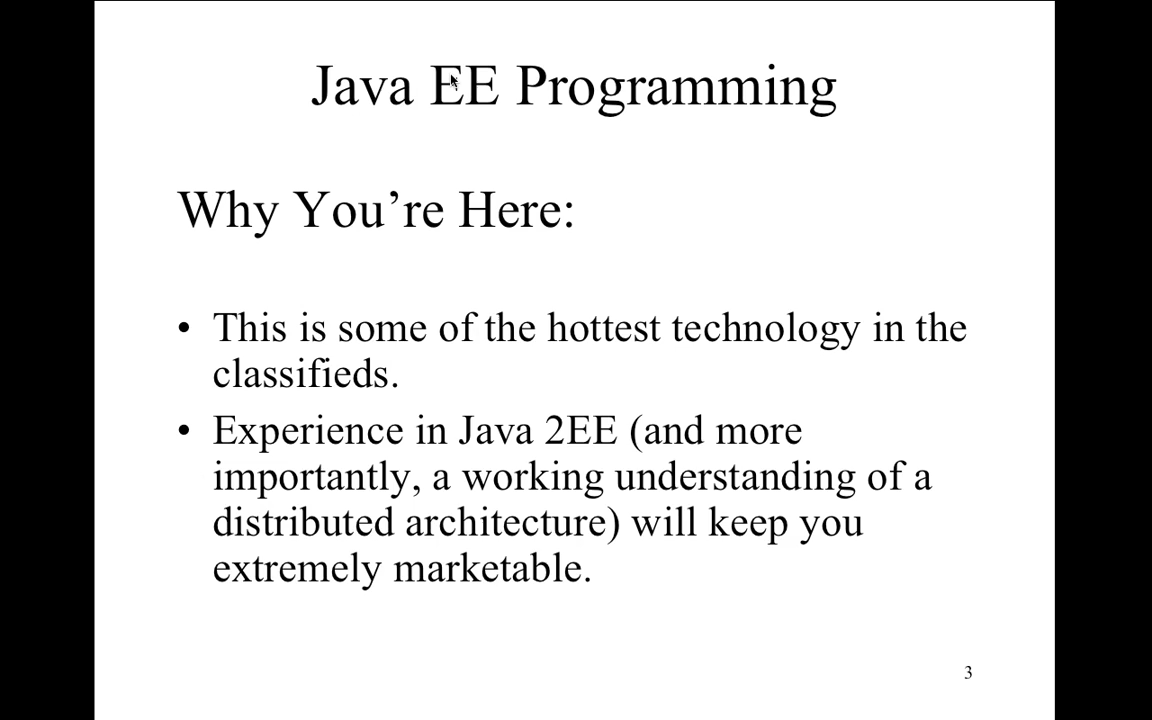 Java EE Programming
Why You’re Here:
• This is some of the hottest technology in the
classifieds.
• Experience in Java 2EE (and more
importantly, a working understanding of a
distributed architecture) will keep you
extremely marketable.
3